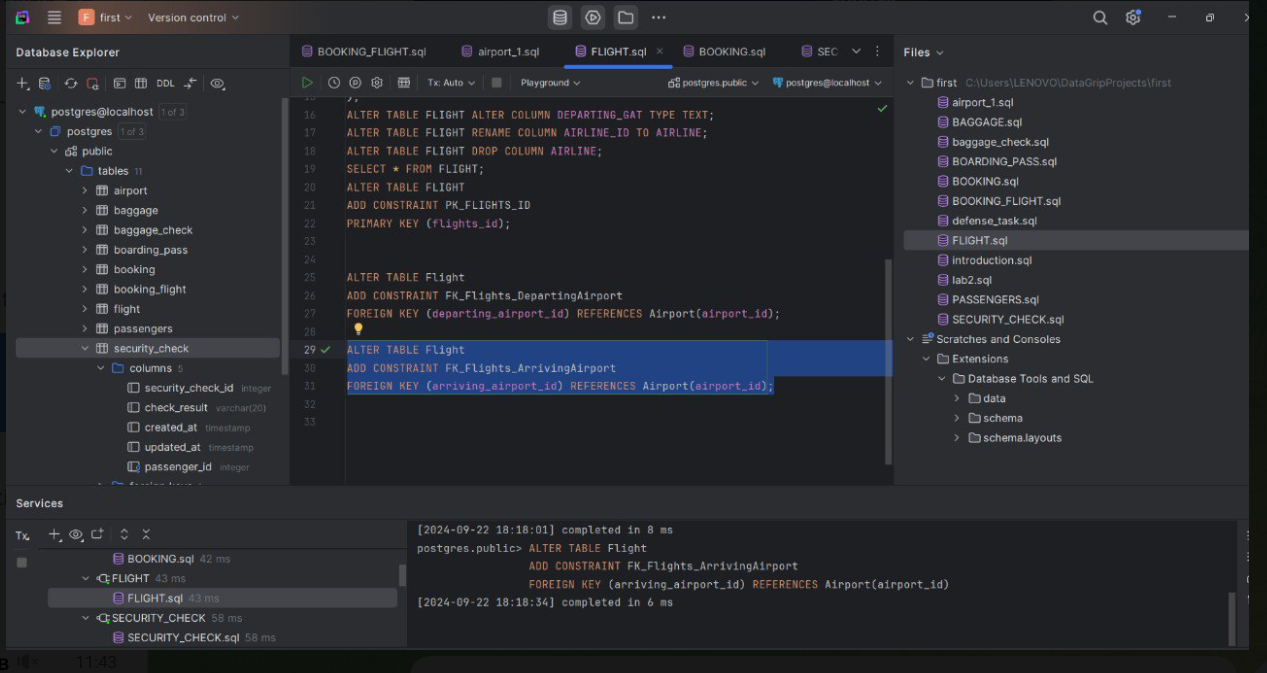 F first Version control
Database Explorer
DDL
postgres@localhost 1 of 3
postgres 1 of 3
public
tables 11
airport
baggage
baggage_check
boarding_pass
booking
booking_flight
flight
passengers
security_check
columns 5
security_check_id integer
check_result varchar(20)
created_at timestamp
updated_at timestamp
passenger_id integer
BOOKING_FLIGHT.sql airport_1.sql FLIGHT.sql BOOKING.sql SEC
Tx: Auto Playground postgres.public postgres@localhost
15 );
16 ALTER TABLE FLIGHT ALTER COLUMN DEPARTING_GAT TYPE TEXT;
17 ALTER TABLE FLIGHT RENAME COLUMN AIRLINE_ID TO AIRLINE;
18 ALTER TABLE FLIGHT DROP COLUMN AIRLINE;
19 SELECT * FROM FLIGHT;
20 ALTER TABLE FLIGHT
21 ADD CONSTRAINT PK_FLIGHTS_ID
22 PRIMARY KEY (flights_id);
23
24
25 ALTER TABLE Flight
26 ADD CONSTRAINT FK_Flights_DepartingAirport
27 FOREIGN KEY (departing_airport_id) REFERENCES Airport(airport_id);
28
29 ALTER TABLE Flight
30 ADD CONSTRAINT FK_Flights_ArrivingAirport
31 FOREIGN KEY (arriving_airport_id) REFERENCES Airport(airport_id);
32
33
Files
first C:\Users\LENOVO\DataGripProjects\first
airport_1.sql
BAGGAGE.sql
baggage_check.sql
BOARDING_PASS.sql
BOOKING.sql
BOOKING_FLIGHT.sql
defense_task.sql
FLIGHT.sql
introduction.sql
lab2.sql
PASSENGERS.sql
SECURITY_CHECK.sql
Scratches and Consoles
Extensions
Database Tools and SQL
data
schema
schema.layouts
Services
Tx
BOOKING.sql 42 ms
FLIGHT 43 ms
FLIGHT.sql 43 ms
SECURITY_CHECK 58 ms
SECURITY_CHECK.sql 58 ms
[2024-09-22 18:18:01] completed in 8 ms
postgres.public> ALTER TABLE Flight
ADD CONSTRAINT FK_Flights_ArrivingAirport
FOREIGN KEY (arriving_airport_id) REFERENCES Airport(airport_id)
[2024-09-22 18:18:34] completed in 6 ms
11:43